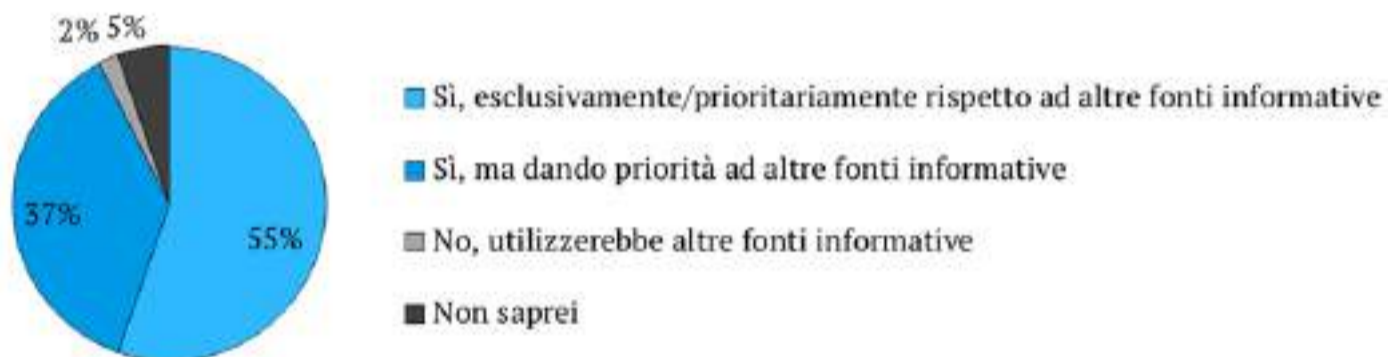 2% 5%
37%
55%
Sì, esclusivamente/prioritariamente rispetto ad altre fonti informative
Sì, ma dando priorità ad altre fonti informative
No, utilizzerebbe altre fonti informative
Non saprei